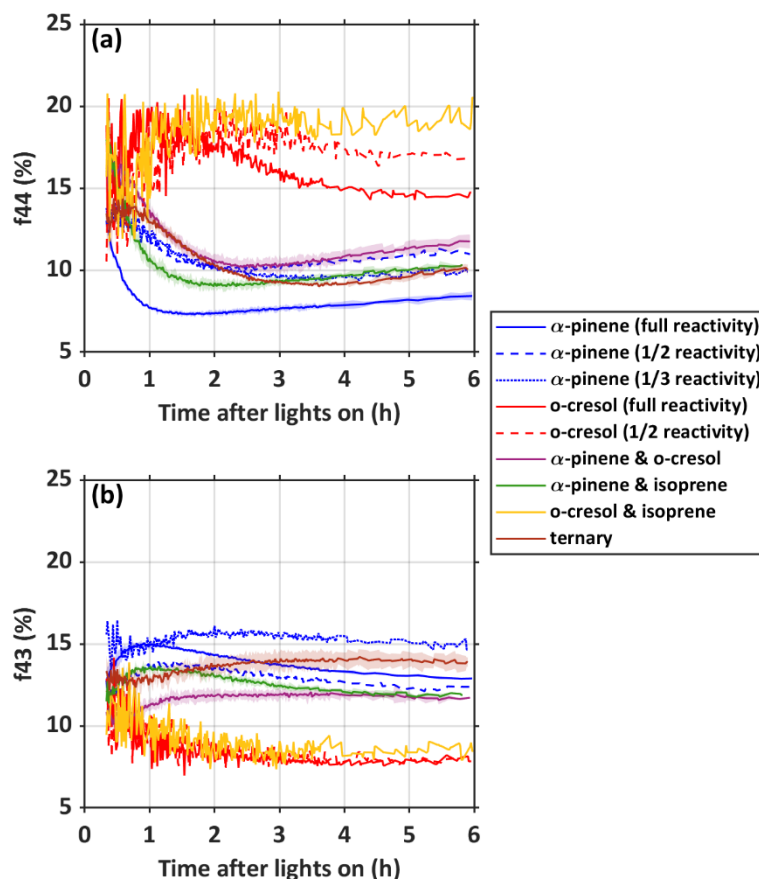 (a)
25
20
15
10
5
f44 (%)
0 1 2 3 4 5 6
Time after lights on (h)
α-pinene (full reactivity)
α-pinene (1/2 reactivity)
α-pinene (1/3 reactivity)
o-cresol (full reactivity)
o-cresol (1/2 reactivity)
α-pinene & o-cresol
α-pinene & isoprene
o-cresol & isoprene
ternary
(b)
25
20
15
10
5
f43 (%)
0 1 2 3 4 5 6
Time after lights on (h)